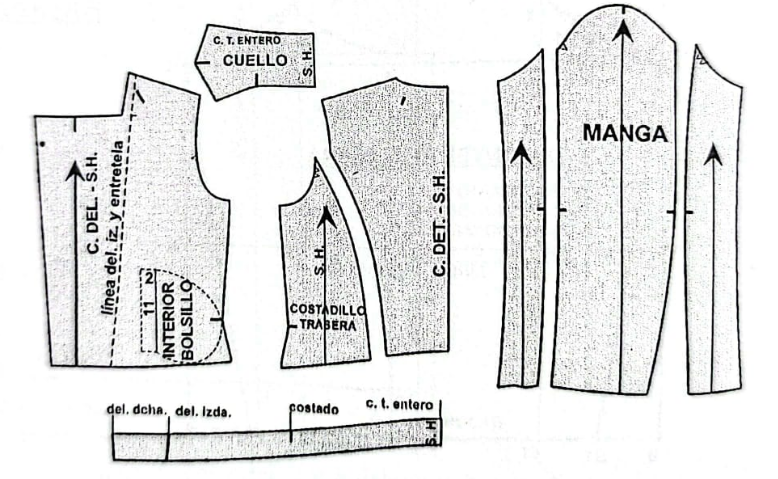 C. T. ENTERO
CUELLO
S. H.
C. DEL. - S.H.
línea del. iz. y entretela
2
11
INTERIOR
BOLSILLO
S. H.
COSTADILLO
TRASERA
C. DET. - S.H.
MANGA
del. dcha.
del. izda.
costado
c. t. entero
S. H